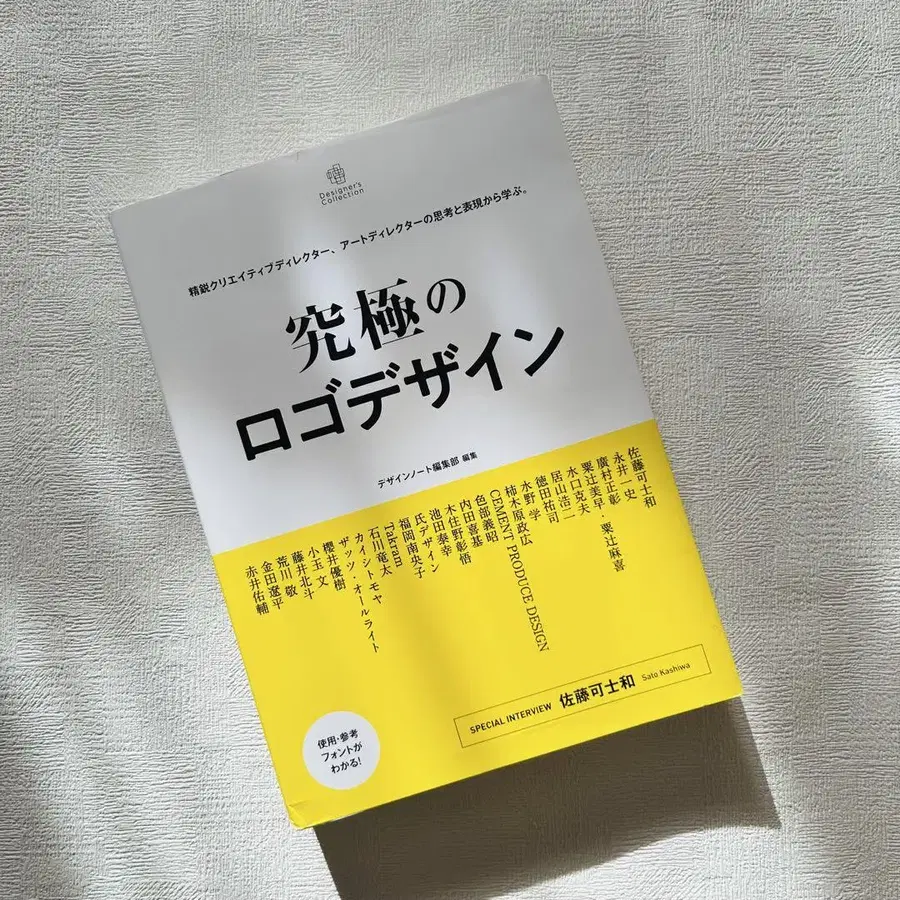 Designer's
Collection
精鋭クリエイティブディレクター、アートディレクターの思考と表現から学ぶ。
究極の
ロゴデザイン
デザインノート編集部 編集
佐藤可士和
永井一史
廣村正彰
粟辻美早・粟辻麻喜
水口克夫
居山浩二
徳田祐司
水野 学
柿木原政広
CEMENT PRODUCE DESIGN
色部義昭
内田喜基
木住野彰悟
池田泰幸
氏デザイン
福岡南央子
Takram
石川竜太
カイシトモヤ
ザッツ・オールライト
櫻井優樹
小玉 文
藤井北斗
荒川 敬
金田遼平
赤井佑輔
SPECIAL INTERVIEW 佐藤可士和 Sato Kashiwa
使用・参考
フォントが
わかる!